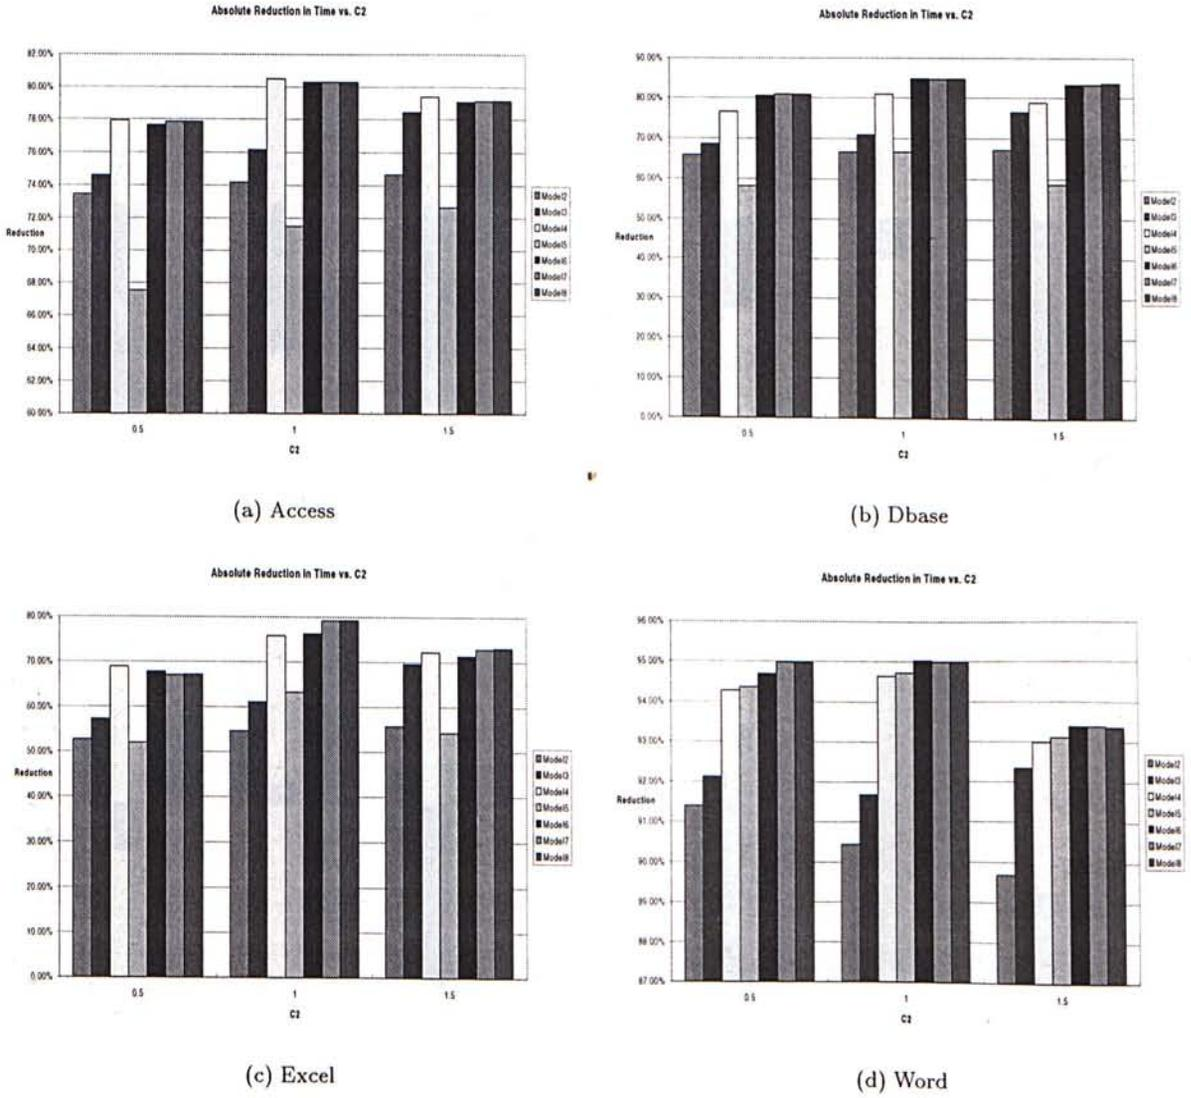 Absolute Reduction in Time vs. C2
82.00%
80.00%
78.00%
76.00%
74.00%
72.00%
Reduction
70.00%
68.00%
66.00%
64.00%
62.00%
60.00%
0.5
1
1.5
C2
Model2
Model3
Model4
Model5
Model6
Model7
Model8
(a) Access
Absolute Reduction in Time vs. C2
90.00%
80.00%
70.00%
60.00%
50.00%
Reduction
40.00%
30.00%
20.00%
10.00%
0.00%
0.5
1
1.5
C2
Model2
Model3
Model4
Model5
Model6
Model7
Model8
(b) Dbase
Absolute Reduction in Time vs. C2
80.00%
70.00%
60.00%
50.00%
Reduction
40.00%
30.00%
20.00%
10.00%
0.00%
0.5
1
1.5
C2
Model2
Model3
Model4
Model5
Model6
Model7
Model8
(c) Excel
Absolute Reduction in Time vs. C2
96.00%
95.00%
94.00%
93.00%
92.00%
Reduction
91.00%
90.00%
89.00%
88.00%
87.00%
0.5
1
1.5
C2
Model2
Model3
Model4
Model5
Model6
Model7
Model8
(d) Word